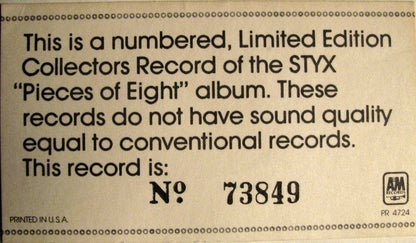 This is a numbered, Limited Edition
Collectors Record of the STYX
"Pieces of Eight" album. These
records do not have sound quality
equal to conventional records.
This record is:
Nº 73849
A&M
RECORDS
PRINTED IN U.S.A.
PR 4724